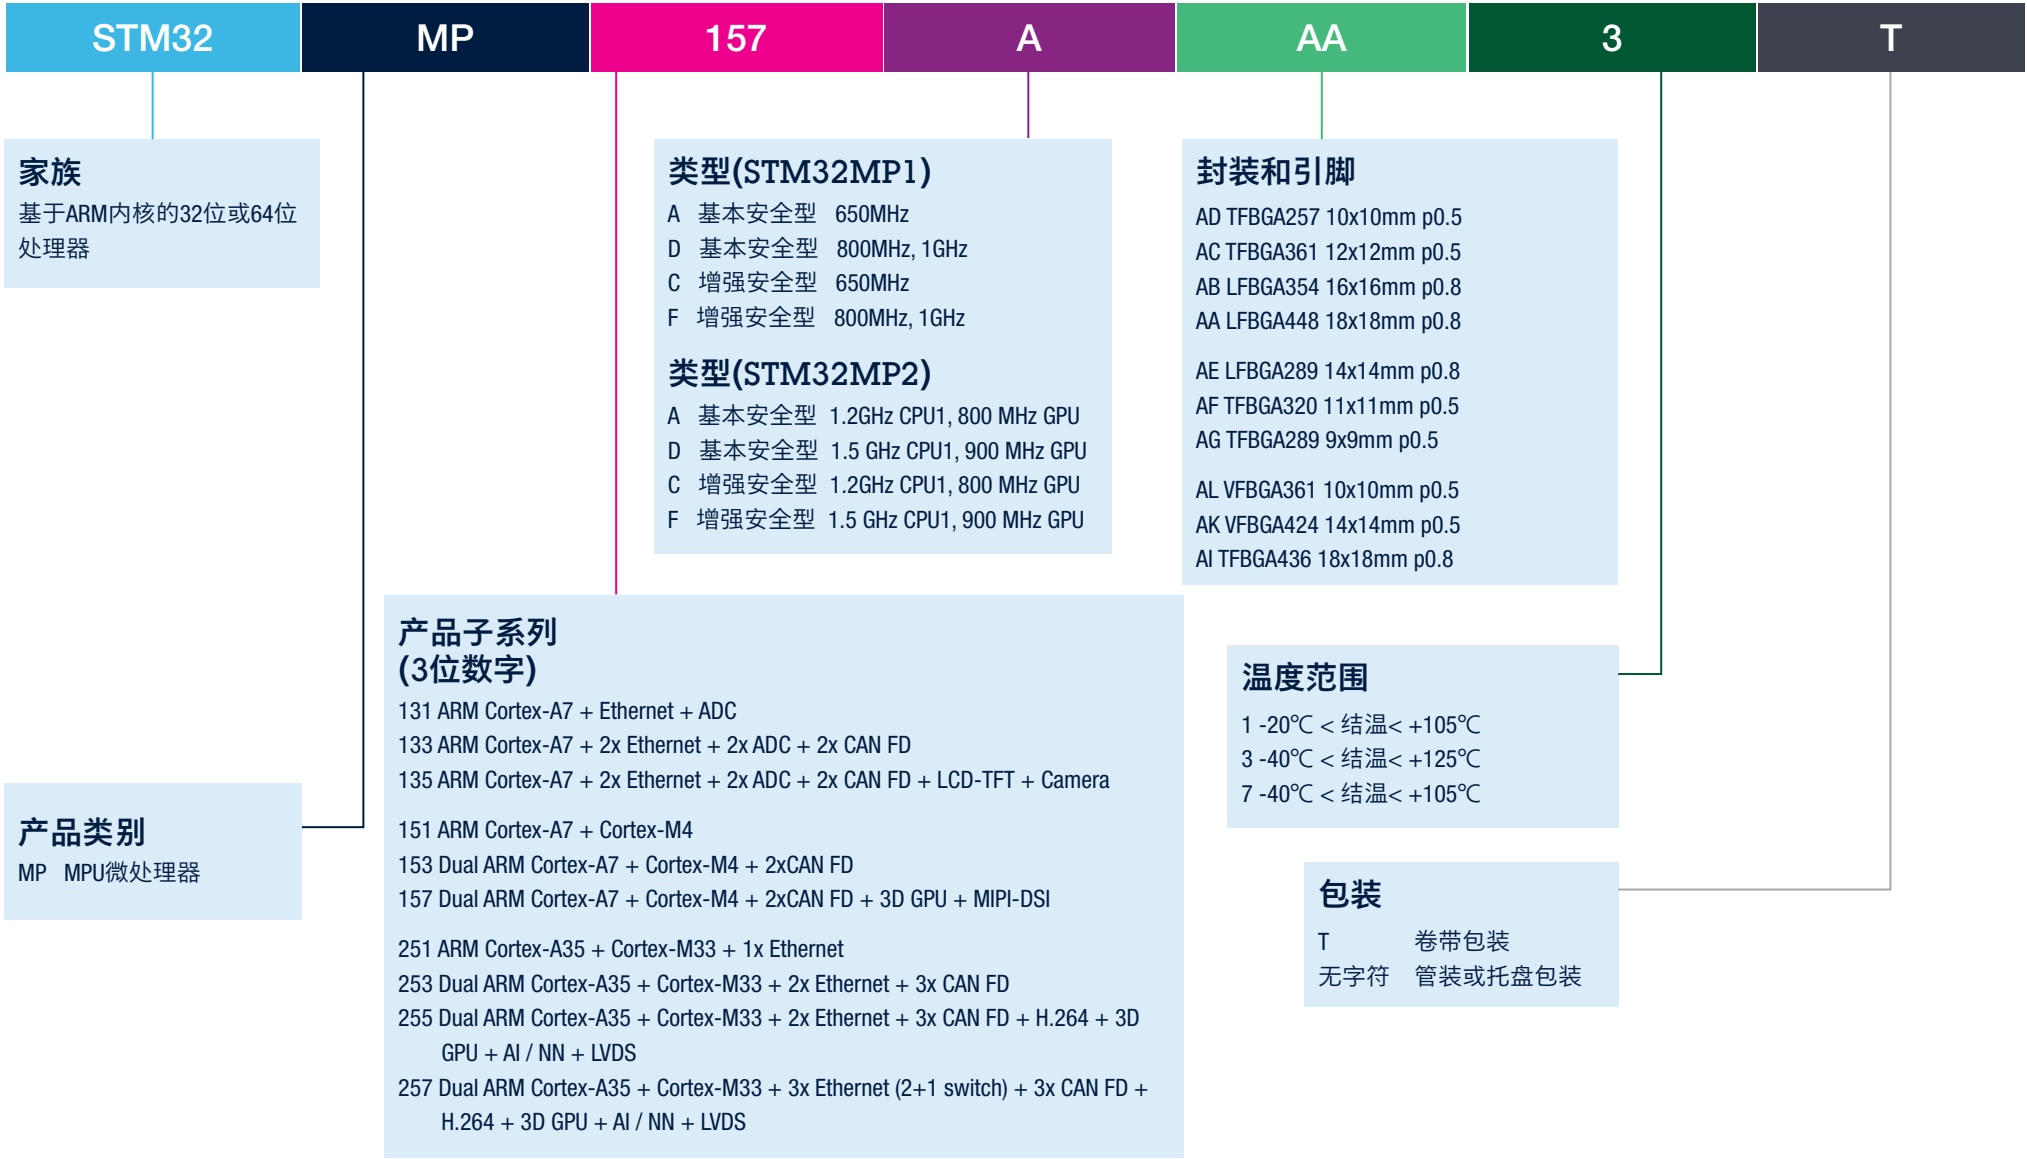 STM32 MP 157 A AA 3 T
家族
基于ARM内核的32位或64位
处理器
产品类别
MP MPU微处理器
类型(STM32MP1)
A 基本安全型 650MHz
D 基本安全型 800MHz, 1GHz
C 增强安全型 650MHz
F 增强安全型 800MHz, 1GHz
类型(STM32MP2)
A 基本安全型 1.2GHz CPU1, 800 MHz GPU
D 基本安全型 1.5 GHz CPU1, 900 MHz GPU
C 增强安全型 1.2GHz CPU1, 800 MHz GPU
F 增强安全型 1.5 GHz CPU1, 900 MHz GPU
产品子系列
(3位数字)
131 ARM Cortex-A7 + Ethernet + ADC
133 ARM Cortex-A7 + 2x Ethernet + 2x ADC + 2x CAN FD
135 ARM Cortex-A7 + 2x Ethernet + 2x ADC + 2x CAN FD + LCD-TFT + Camera
151 ARM Cortex-A7 + Cortex-M4
153 Dual ARM Cortex-A7 + Cortex-M4 + 2xCAN FD
157 Dual ARM Cortex-A7 + Cortex-M4 + 2xCAN FD + 3D GPU + MIPI-DSI
251 ARM Cortex-A35 + Cortex-M33 + 1x Ethernet
253 Dual ARM Cortex-A35 + Cortex-M33 + 2x Ethernet + 3x CAN FD
255 Dual ARM Cortex-A35 + Cortex-M33 + 2x Ethernet + 3x CAN FD + H.264 + 3D
GPU + AI / NN + LVDS
257 Dual ARM Cortex-A35 + Cortex-M33 + 3x Ethernet (2+1 switch) + 3x CAN FD +
H.264 + 3D GPU + AI / NN + LVDS
封装和引脚
AD TFBGA257 10x10mm p0.5
AC TFBGA361 12x12mm p0.5
AB LFBGA354 16x16mm p0.8
AA LFBGA448 18x18mm p0.8
AE LFBGA289 14x14mm p0.8
AF TFBGA320 11x11mm p0.5
AG TFBGA289 9x9mm p0.5
AL VFBGA361 10x10mm p0.5
AK VFBGA424 14x14mm p0.5
AI TFBGA436 18x18mm p0.8
温度范围
1 -20℃ < 结温< +105℃
3 -40℃ < 结温< +125℃
7 -40℃ < 结温< +105℃
包装
T 卷带包装
无字符 管装或托盘包装